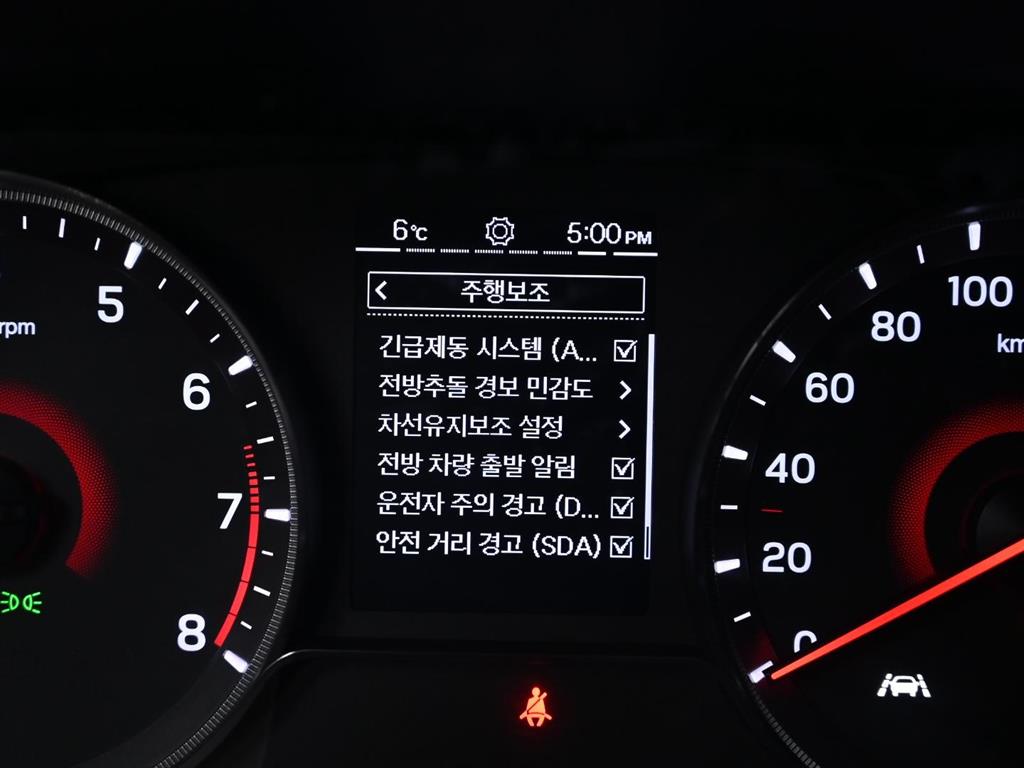 6°C 5:00 PM
주행보조
긴급제동 시스템 (A...
전방추돌 경보 민감도
차선유지보조 설정
전방 차량 출발 알림
운전자 주의 경고 (D...
안전 거리 경고 (SDA)
rpm
5
6
7
8
100
80
60
40
20
0
km